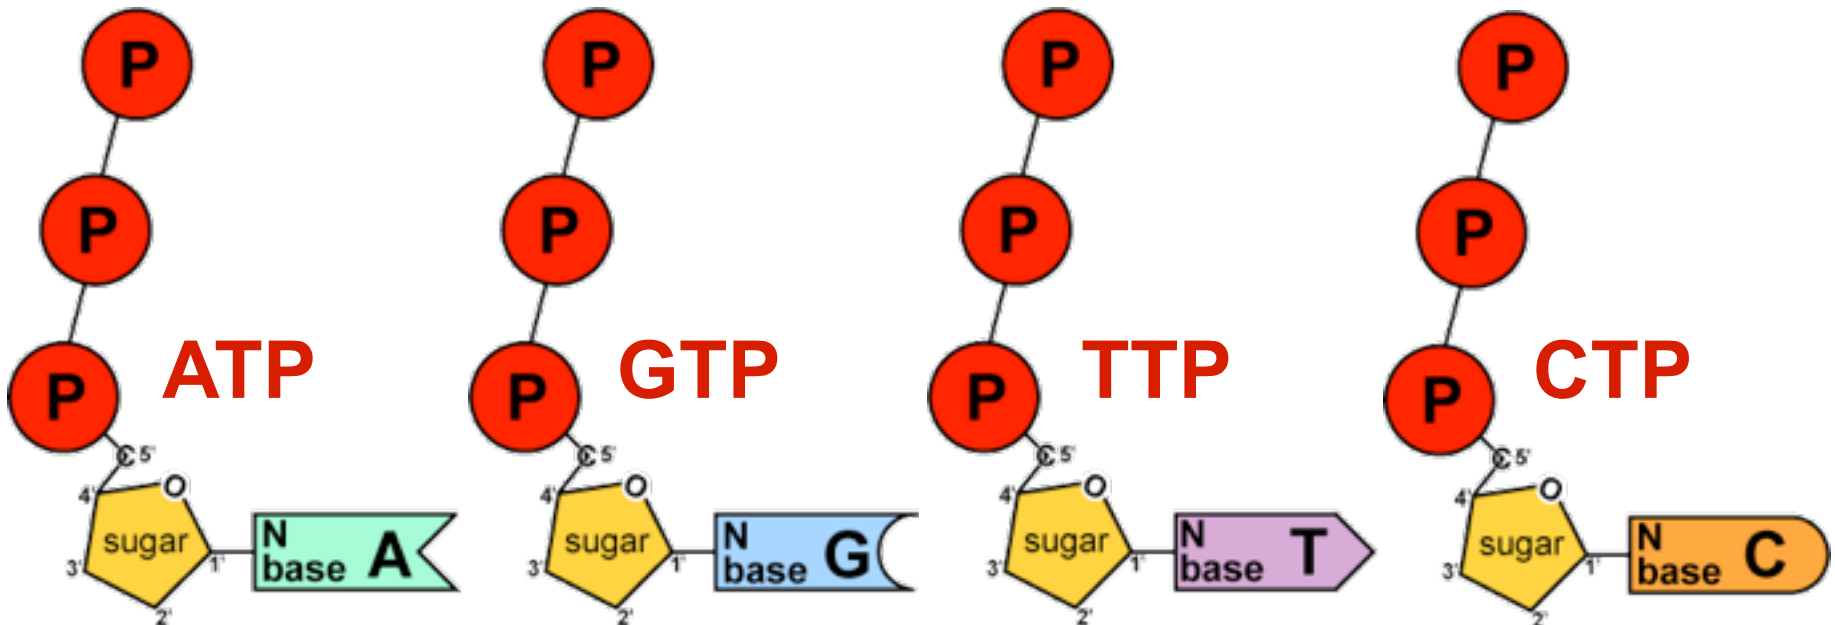 P P P P
P P P P
P P P P
ATP GTP TTP CTP
C 5' C 5' C 5' C 5'
4' O 4' O 4' O 4' O
sugar N base A sugar N base G sugar N base T sugar N base C
3' 1' 3' 1' 3' 1' 3' 1'
2' 2' 2' 2'